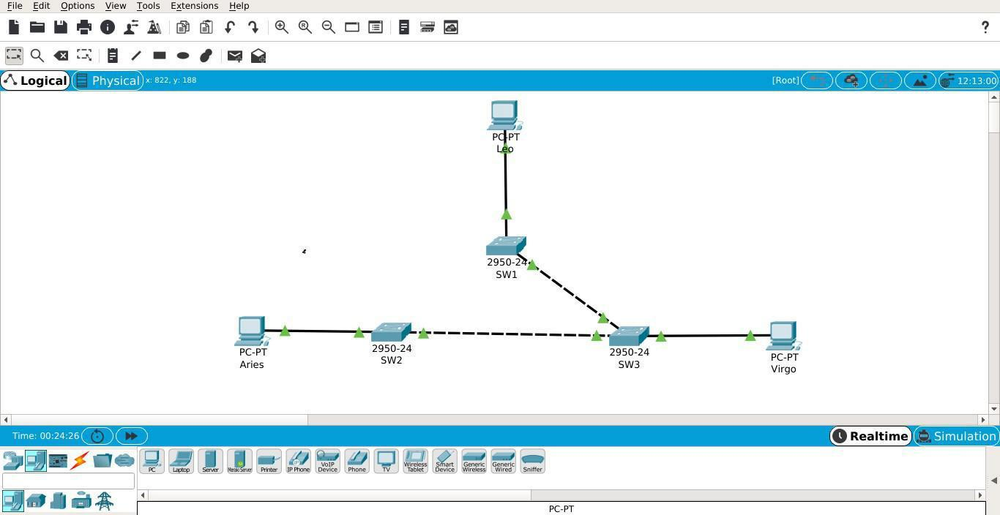 File Edit Options View Tools Extensions Help
?
Logical Physical x: 822, y: 188 [Root] 12:13:00
PC-PT
Leo
2950-24
SW1
PC-PT
Aries
2950-24
SW2
2950-24
SW3
PC-PT
Virgo
Time: 00:24:26 Realtime Simulation
PC Laptop Server Meraki Server Printer IP Phone VoIP Device Phone TV Wireless Tablet Smart Device Generic Wireless Generic Wired Sniffer
PC-PT